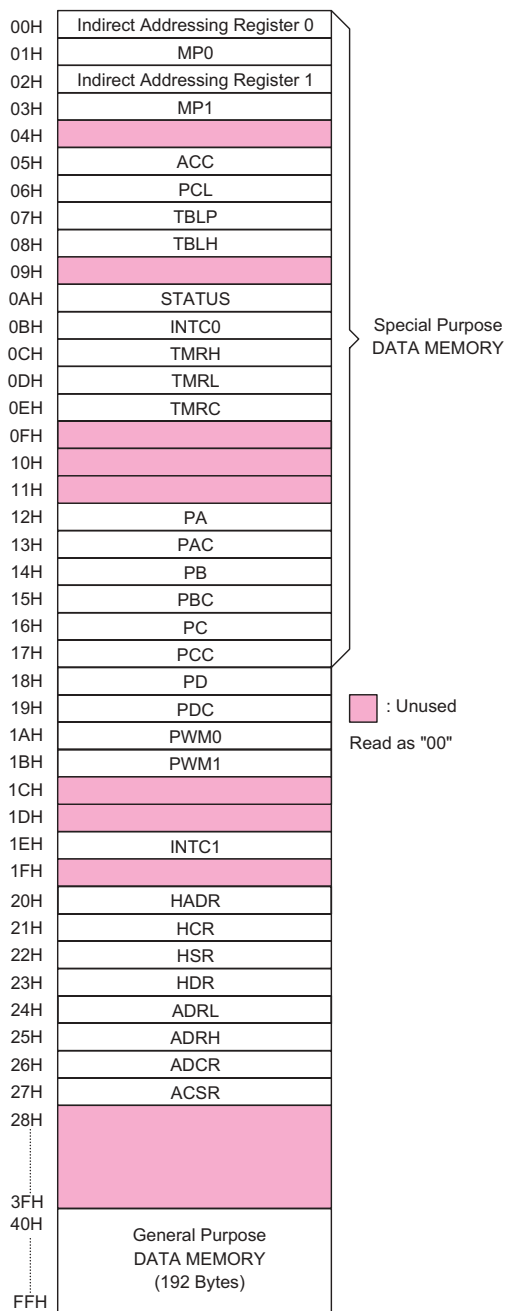 00H Indirect Addressing Register 0
01H MP0
02H Indirect Addressing Register 1
03H MP1
04H
05H ACC
06H PCL
07H TBLP
08H TBLH
09H
0AH STATUS
0BH INTC0
0CH TMRH
0DH TMRL
0EH TMRC
0FH
10H
11H
12H PA
13H PAC
14H PB
15H PBC
16H PC
17H PCC
18H PD
19H PDC
1AH PWM0
1BH PWM1
1CH
1DH
1EH INTC1
1FH
20H HADR
21H HCR
22H HSR
23H HDR
24H ADRL
25H ADRH
26H ADCR
27H ACSR
28H
3FH
40H
General Purpose
DATA MEMORY
(192 Bytes)
FFH
Special Purpose
DATA MEMORY
: Unused
Read as "00"